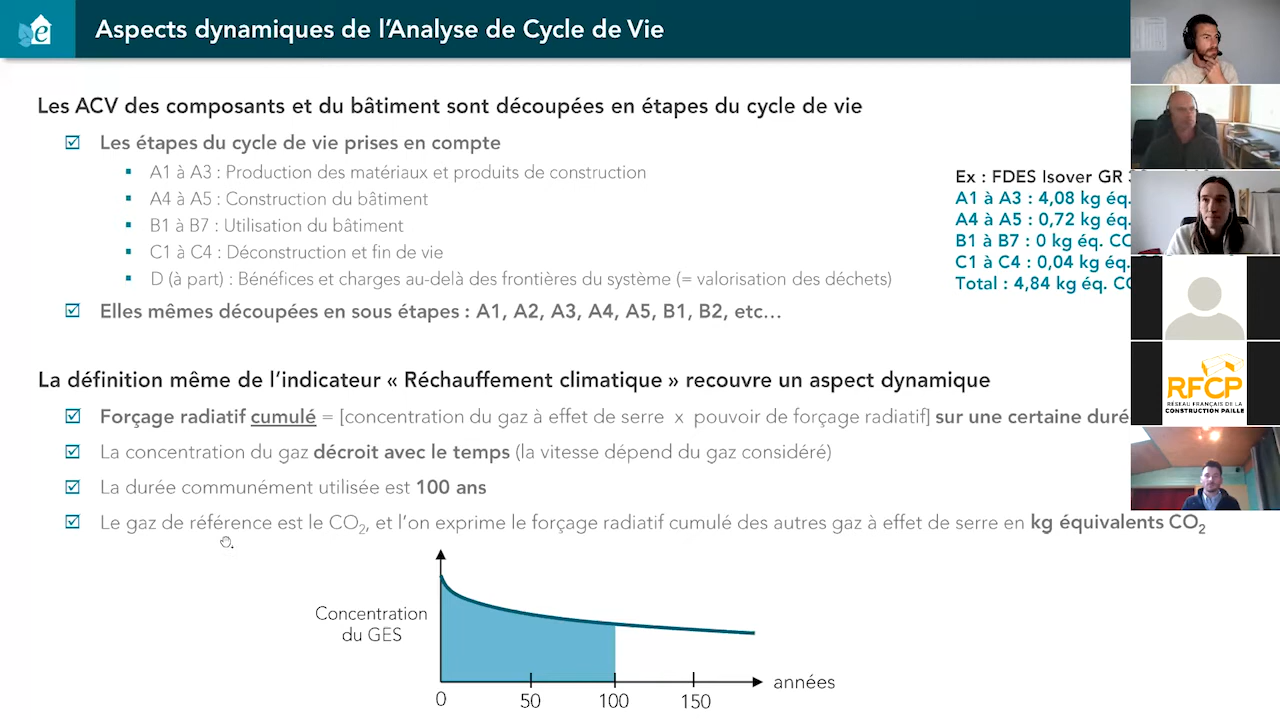 Aspects dynamiques de l'Analyse de Cycle de Vie
Les ACV des composants et du bâtiment sont découpées en étapes du cycle de vie
Les étapes du cycle de vie prises en compte
A1 à A3 : Production des matériaux et produits de construction
A4 à A5 : Construction du bâtiment
B1 à B7 : Utilisation du bâtiment
C1 à C4 : Déconstruction et fin de vie
D (à part) : Bénéfices et charges au-delà des frontières du système (= valorisation des déchets)
Elles mêmes découpées en sous étapes : A1, A2, A3, A4, A5, B1, B2, etc…
Ex : FDES Isover GR
A1 à A3 : 4,08 kg éq.
A4 à A5 : 0,72 kg éq.
B1 à B7 : 0 kg éq. CO
C1 à C4 : 0,04 kg éq.
Total : 4,84 kg éq. CO
RFCP
RÉSEAU FRANÇAIS DE LA
CONSTRUCTION PAILLE
La définition même de l'indicateur « Réchauffement climatique » recouvre un aspect dynamique
Forçage radiatif cumulé = [concentration du gaz à effet de serre x pouvoir de forçage radiatif] sur une certaine duré
La concentration du gaz décroit avec le temps (la vitesse dépend du gaz considéré)
La durée communément utilisée est 100 ans
Le gaz de référence est le CO₂, et l'on exprime le forçage radiatif cumulé des autres gaz à effet de serre en kg équivalents CO₂
Concentration
du GES
années
0 50 100 150